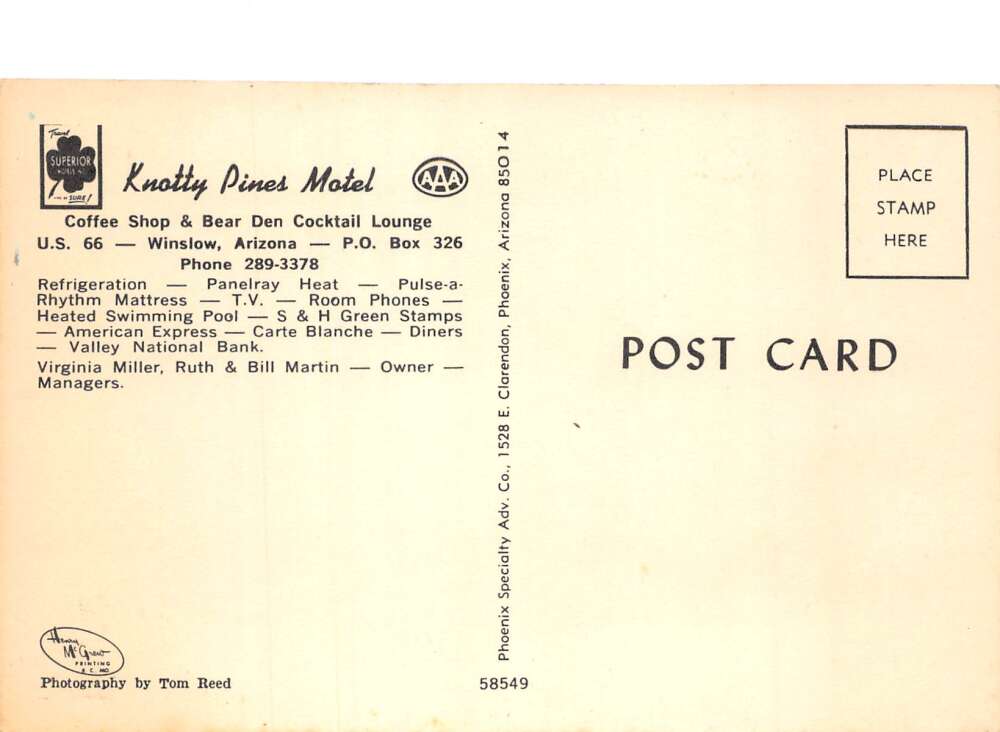 Travel
SUPERIOR
SURE!
Knotty Pines Motel
AAA
Coffee Shop & Bear Den Cocktail Lounge
U.S. 66 — Winslow, Arizona — P.O. Box 326
Phone 289-3378
Refrigeration — Panelray Heat — Pulse-a-
Rhythm Mattress — T.V. — Room Phones —
Heated Swimming Pool — S & H Green Stamps
— American Express — Carte Blanche — Diners
— Valley National Bank.
Virginia Miller, Ruth & Bill Martin — Owner —
Managers.
Henry
McGrew
PRINTING
K.C. MO
Photography by Tom Reed
Phoenix Specialty Adv. Co., 1528 E. Clarendon, Phoenix, Arizona 85014
58549
PLACE
STAMP
HERE
POST CARD